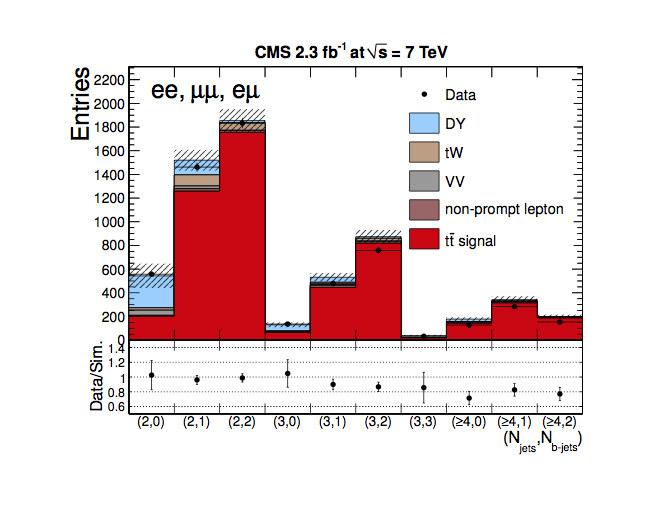 CMS 2.3 fb⁻¹ at √s = 7 TeV
Entries
2200
2000
1800
1600
1400
1200
1000
800
600
400
200
0
ee, μμ, eμ
Data
DY
tW
VV
non-prompt lepton
tt̄ signal
Data/Sim.
1.4
1.2
1
0.8
0.6
(2,0) (2,1) (2,2) (3,0) (3,1) (3,2) (3,3) (≥4,0) (≥4,1) (≥4,2)
(N_jets,N_b-jets)